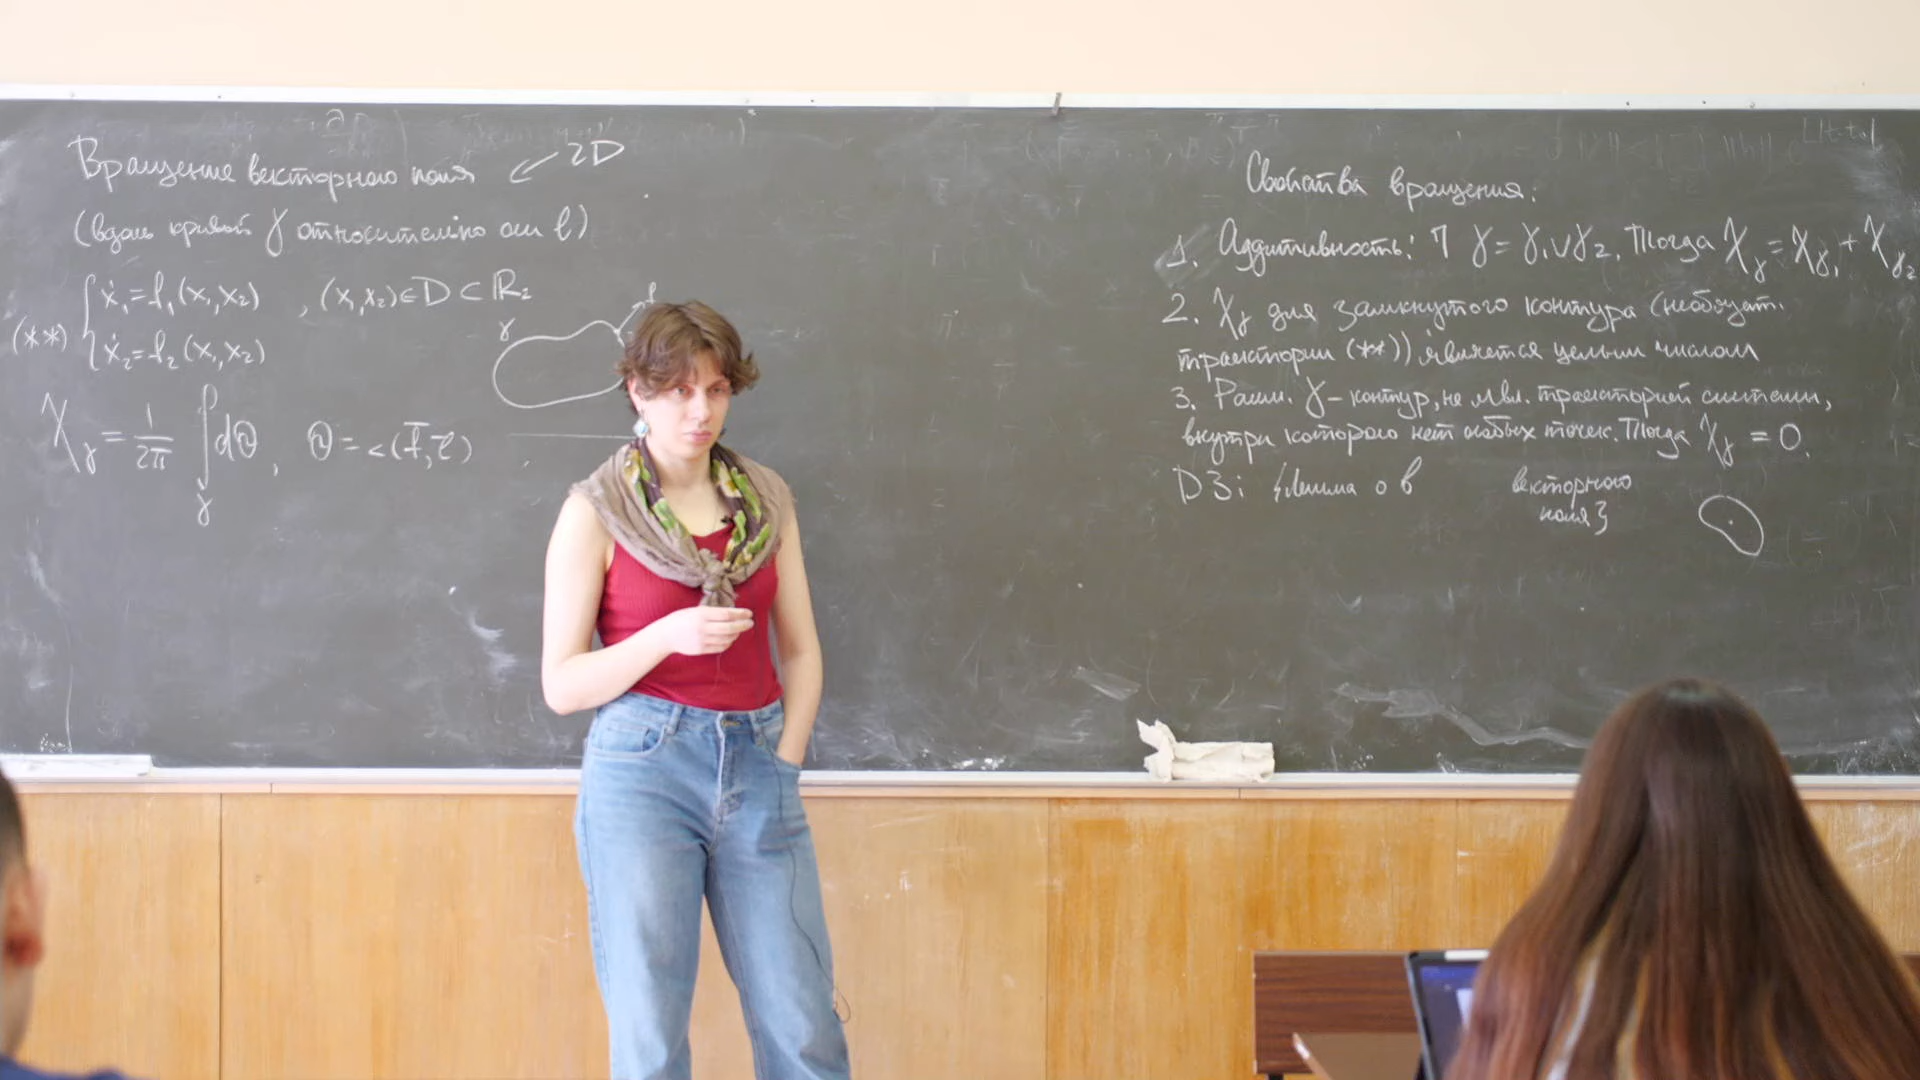 Вращение векторного поля ↙ 2D
(вдоль кривой γ относительно оси l)
(**) { ẋ₁ = f₁(x₁, x₂) , (x₁, x₂) ∈ D ⊂ ℝ₂
ẋ₂ = f₂(x₁, x₂)
γ
χ_γ = 1/2π ∫_γ dθ, θ = <(f̄, l̄)
Свойства вращения:
1. Аддитивность: ⅂ γ = γ₁ ∪ γ₂. Тогда χ_γ = χ_γ₁ + χ_γ₂
2. χ_γ для замкнутого контура (необязат.
траектории (**)) является целым числом
3. Рассм. γ – контур, не явл. траекторией системы,
внутри которого нет особых точек. Тогда χ_γ = 0.
ДЗ: {Лемма о в векторного
поля}